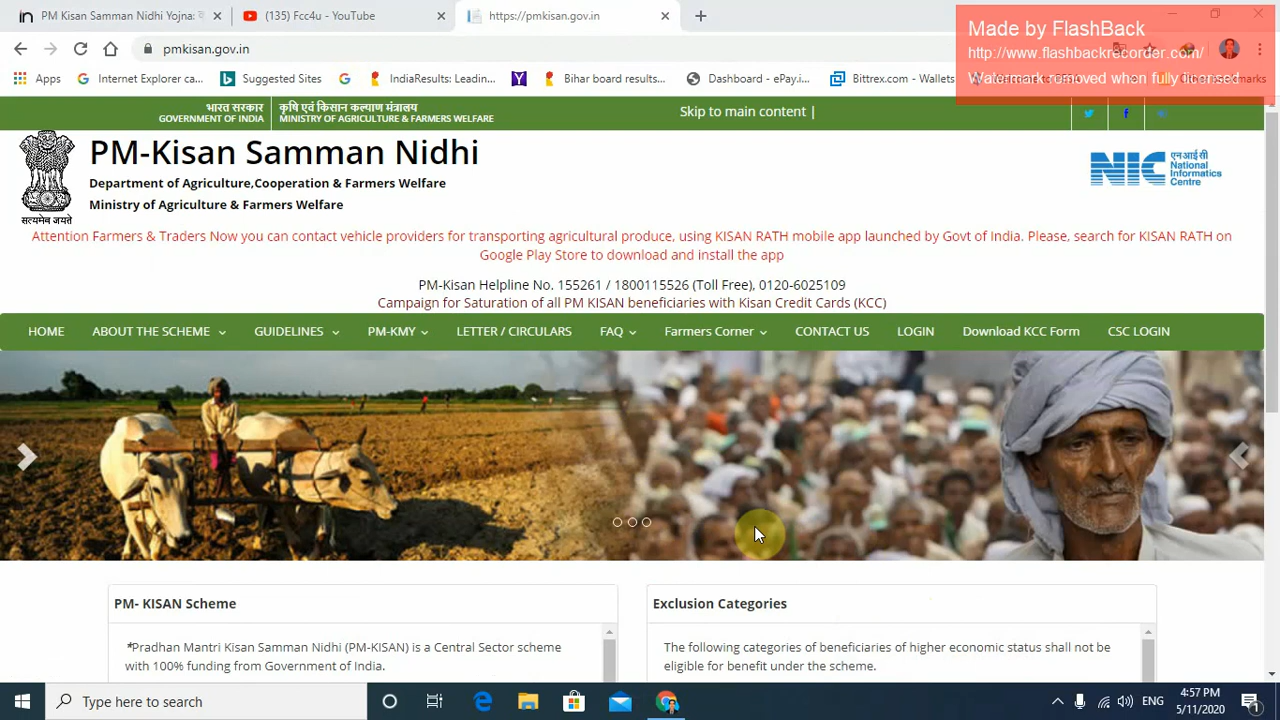 PM Kisan Samman Nidhi Yojna:
(135) Fcc4u - YouTube
https://pmkisan.gov.in
Made by FlashBack
http://www.flashbackrecorder.com/
Watermark removed when fully licensed
pmkisan.gov.in
Apps
Internet Explorer ca...
Suggested Sites
IndiaResults: Leadin...
Bihar board results...
Dashboard - ePay.i...
Bittrex.com - Wallets
भारत सरकार
GOVERNMENT OF INDIA
कृषि एवं किसान कल्याण मंत्रालय
MINISTRY OF AGRICULTURE & FARMERS WELFARE
Skip to main content |
PM-Kisan Samman Nidhi
Department of Agriculture,Cooperation & Farmers Welfare
Ministry of Agriculture & Farmers Welfare
सत्यमेव जयते
NIC
एन आई सी
National
Informatics
Centre
Attention Farmers & Traders Now you can contact vehicle providers for transporting agricultural produce, using KISAN RATH mobile app launched by Govt of India. Please, search for KISAN RATH on
Google Play Store to download and install the app
PM-Kisan Helpline No. 155261 / 1800115526 (Toll Free), 0120-6025109
Campaign for Saturation of all PM KISAN beneficiaries with Kisan Credit Cards (KCC)
HOME
ABOUT THE SCHEME
GUIDELINES
PM-KMY
LETTER / CIRCULARS
FAQ
Farmers Corner
CONTACT US
LOGIN
Download KCC Form
CSC LOGIN
PM- KISAN Scheme
*Pradhan Mantri Kisan Samman Nidhi (PM-KISAN) is a Central Sector scheme
with 100% funding from Government of India.
Exclusion Categories
The following categories of beneficiaries of higher economic status shall not be
eligible for benefit under the scheme.
Type here to search
ENG
4:57 PM
5/11/2020